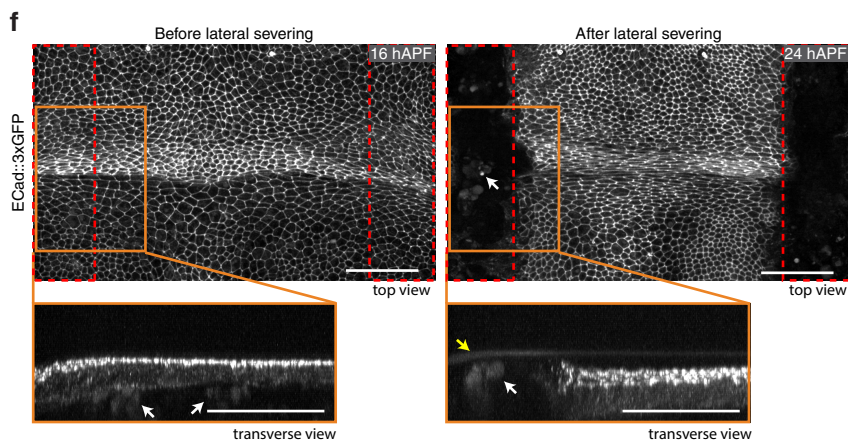 f
Before lateral severing
After lateral severing
ECad::3xGFP
16 hAPF
24 hAPF
top view
top view
transverse view
transverse view